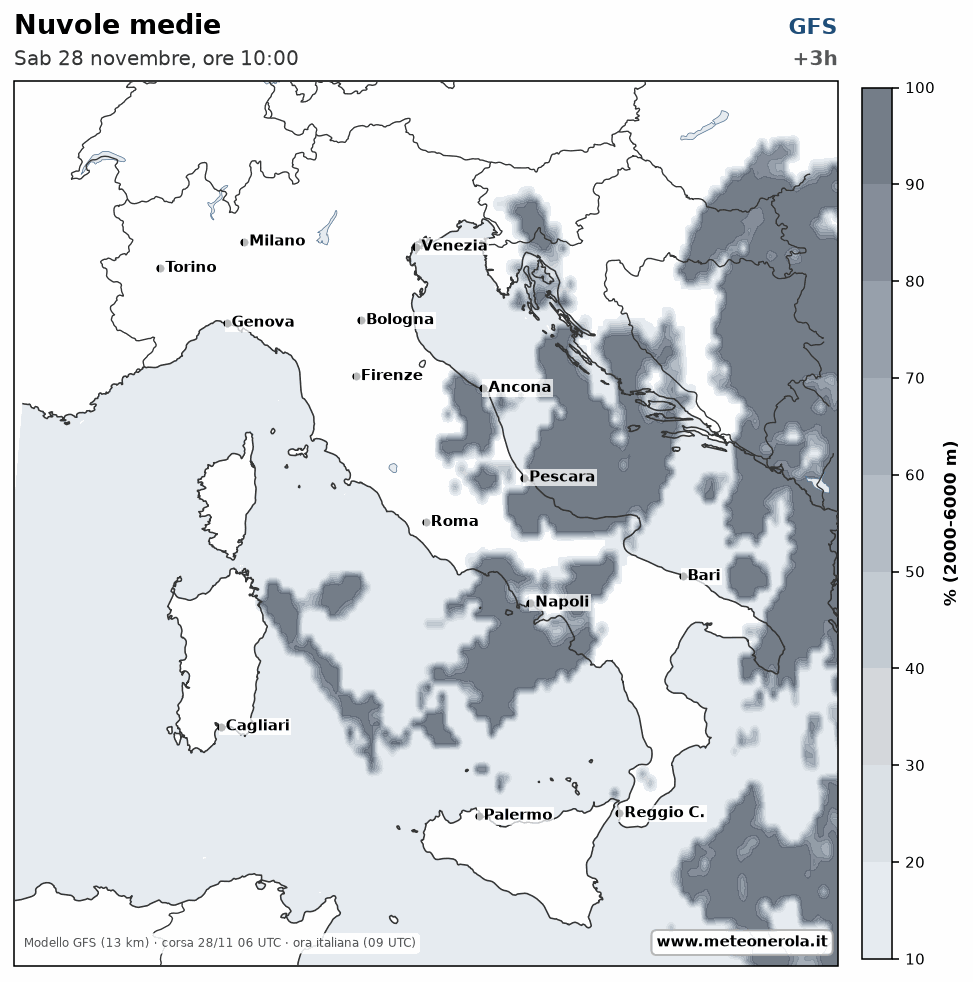 Nuvole medie
GFS
Sab 28 novembre, ore 10:00
+3h
100
90
80
70
60
50
40
30
20
10
% (2000-6000 m)
Milano
Venezia
Torino
Genova
Bologna
Firenze
Ancona
Pescara
Roma
Bari
Napoli
Cagliari
Palermo
Reggio C.
Modello GFS (13 km) · corsa 28/11 06 UTC · ora italiana (09 UTC)
www.meteonerola.it